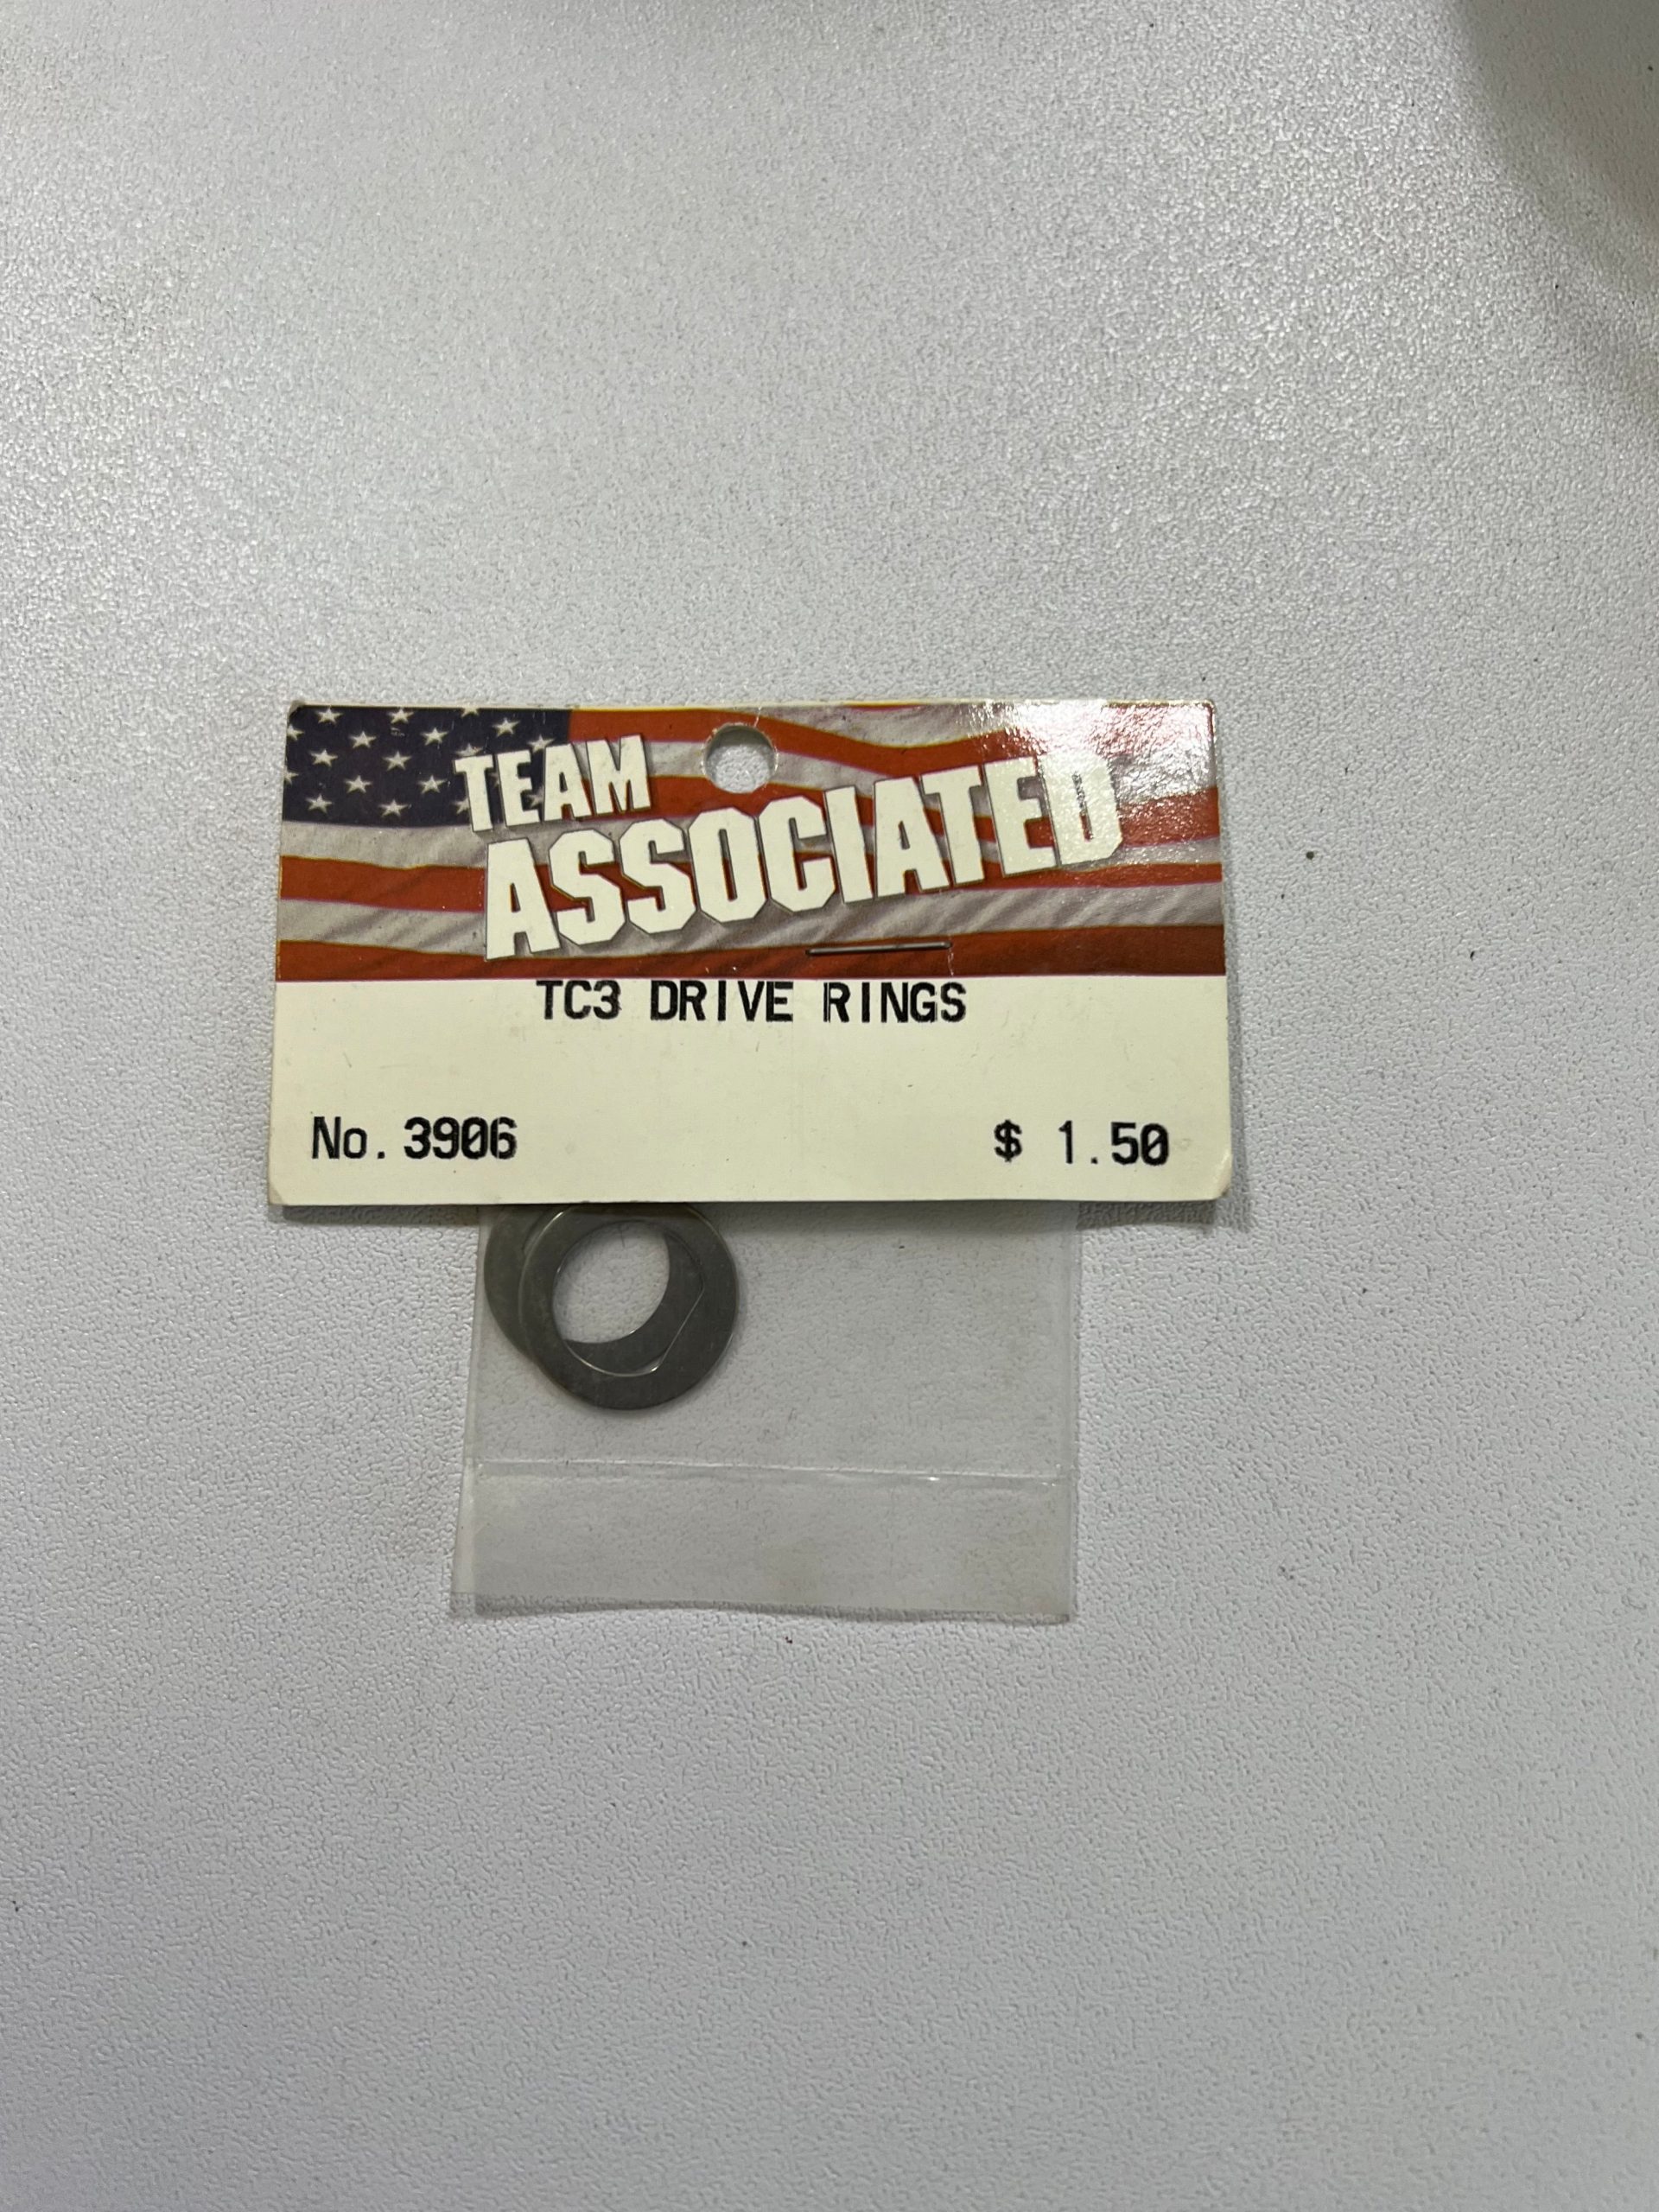 TEAM
ASSOCIATED
TC3 DRIVE RINGS
No. 3906
$ 1.50